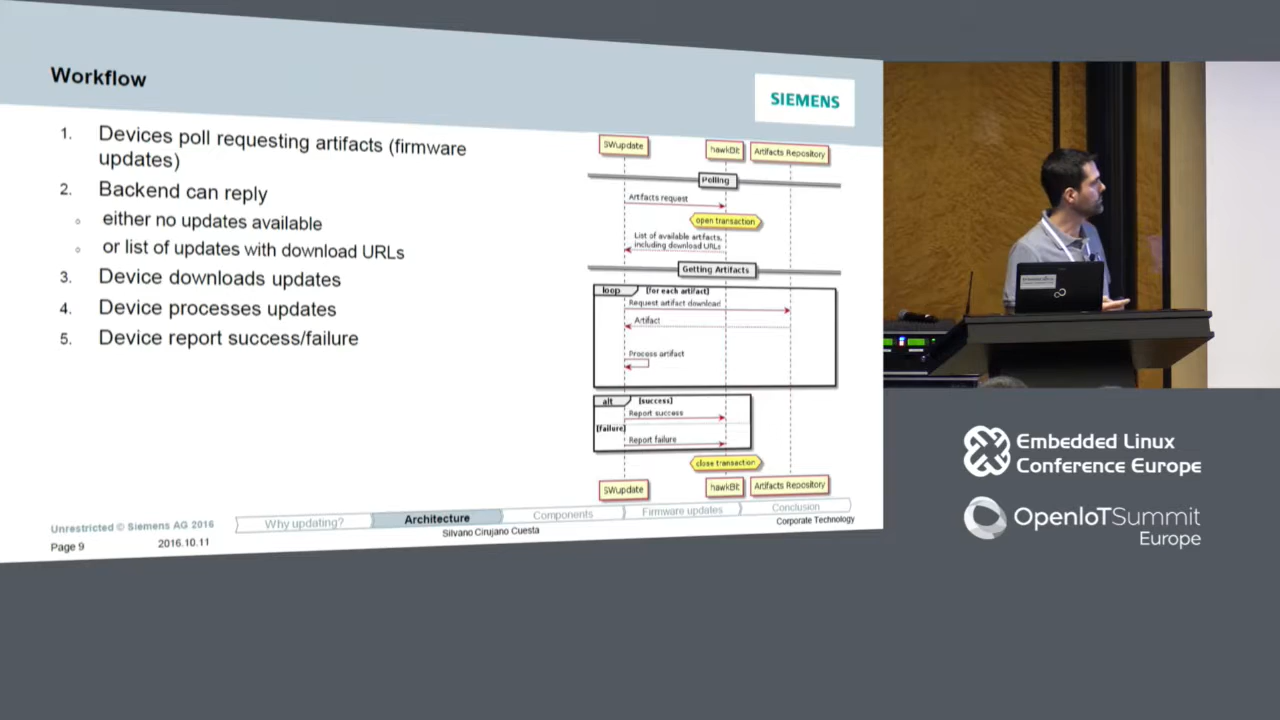 Workflow
SIEMENS
1. Devices poll requesting artifacts (firmware
updates)
2. Backend can reply
either no updates available
or list of updates with download URLs
3. Device downloads updates
4. Device processes updates
5. Device report success/failure
SWupdate
hawkBit
Artifacts Repository
Polling
Artifacts request
open transaction
List of available artifacts,
including download URLs
Getting Artifacts
loop
[for each artifact]
Request artifact download
Artifact
Process artifact
alt
[success]
Report success
[failure]
Report failure
close transaction
SWupdate
hawkBit
Artifacts Repository
Unrestricted © Siemens AG 2016
Page 9
2016.10.11
Why updating?
Architecture
Components
Firmware updates
Conclusion
Silvano Cirujano Cuesta
Corporate Technology
Embedded Linux
Conference Europe
OpenIoTSummit
Europe